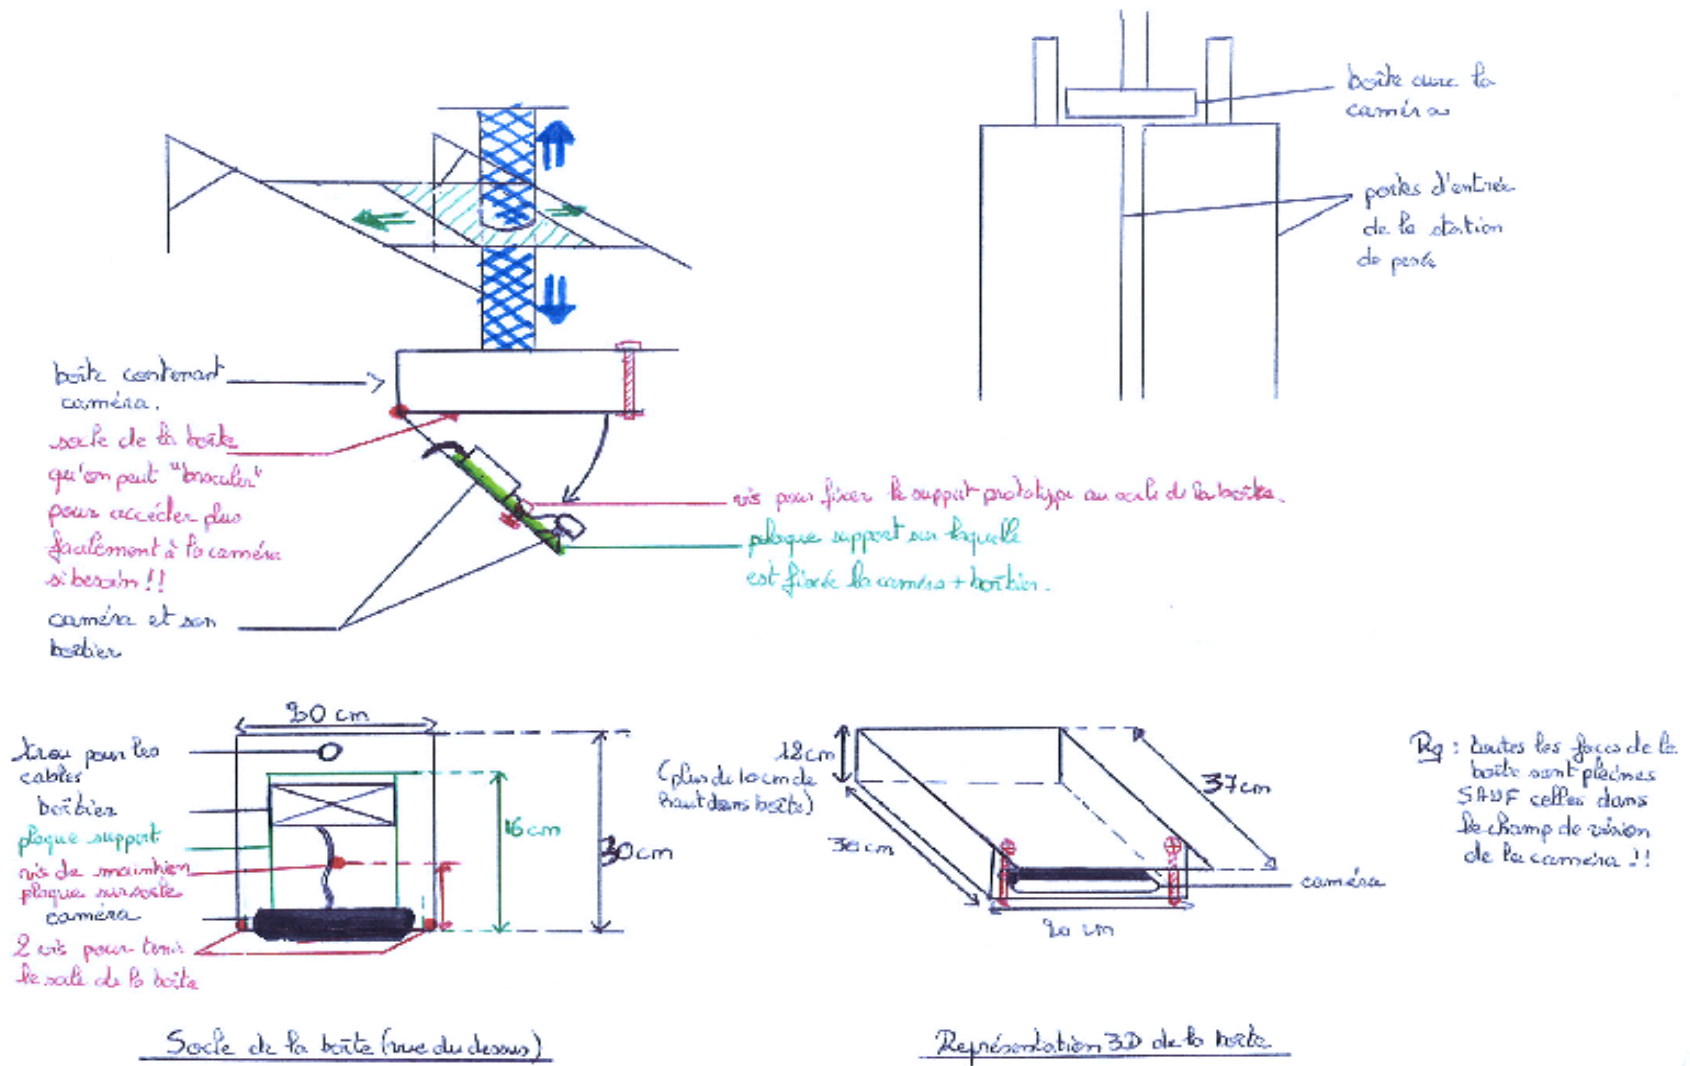 boîte avec la
caméra
portes d'entrée
de la station
de pesée
boîte contenant
caméra.
socle de la boîte
qu'on peut "basculer"
pour accéder plus
facilement à la caméra
si besoin !!
caméra et son
boîtier
vis pour fixer le support prototype au socle de la boîte.
plaque support sur laquelle
est fixée la caméra + boîtier.
20 cm
trou pour les
cables
boîtier
plaque support
vis de maintien
plaque sur socle
caméra
2 vis pour tenir
le socle de la boîte
16 cm
30 cm
Socle de la boîte (vue du dessus)
12cm
(plus de 10cm de
haut dans boîte)
37cm
30 cm
caméra
20 cm
Représentation 3D de la boîte
Rq : toutes les faces de la
boîte sont pleines
SAUF celles dans
le champ de vision
de la caméra !!